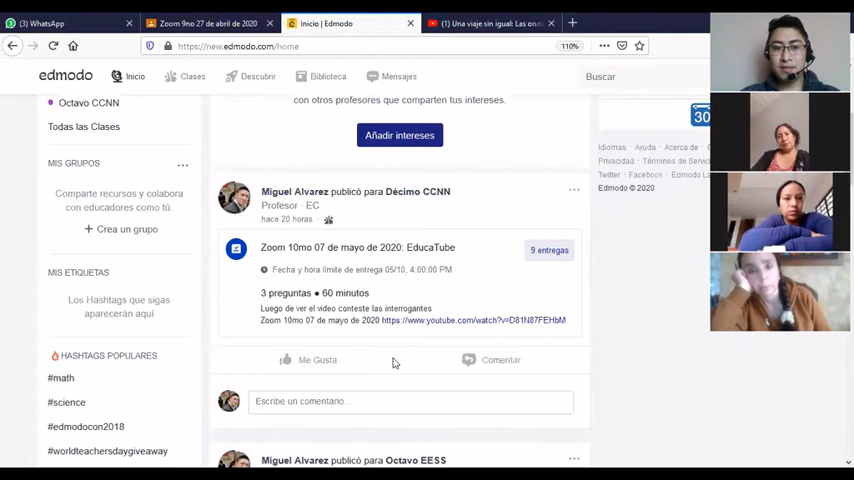 (3) WhatsApp
Zoom 9no 27 de abril de 2020
Inicio | Edmodo
(1) Una viaje sin igual: Las ond
https://new.edmodo.com/home
110%
edmodo
Inicio
Clases
Descubrir
Biblioteca
Mensajes
Buscar
Octavo CCNN
Todas las Clases
MIS GRUPOS
Comparte recursos y colabora
con educadores como tú.
+ Crea un grupo
MIS ETIQUETAS
Los Hashtags que sigas
aparecerán aquí
HASHTAGS POPULARES
#math
#science
#edmodocon2018
#worldteachersdaygiveaway
con otros profesores que comparten tus intereses.
Añadir intereses
Miguel Alvarez publicó para Décimo CCNN
Profesor · EC
hace 20 horas
Zoom 10mo 07 de mayo de 2020: EducaTube
9 entregas
Fecha y hora límite de entrega 05/10, 4:00:00 PM
3 preguntas ● 60 minutos
Luego de ver el video conteste las interrogantes
Zoom 10mo 07 de mayo de 2020 https://www.youtube.com/watch?v=D81N87FEHbM
Me Gusta
Comentar
Escribe un comentario...
Miguel Alvarez publicó para Octavo EESS
30
Idiomas · Ayuda · Acerca de ·
Privacidad · Términos de Servic
Twitter · Facebook · Edmodo La
Edmodo © 2020